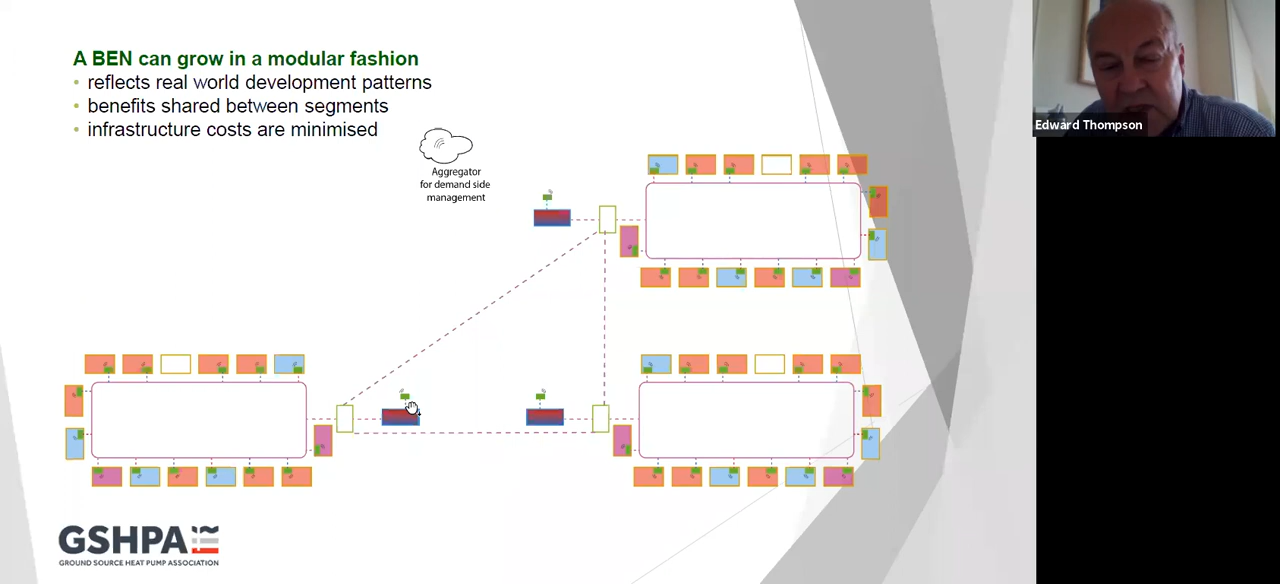 A BEN can grow in a modular fashion
• reflects real world development patterns
• benefits shared between segments
• infrastructure costs are minimised
Aggregator
for demand side
management
Edward Thompson
GSHPA
GROUND SOURCE HEAT PUMP ASSOCIATION